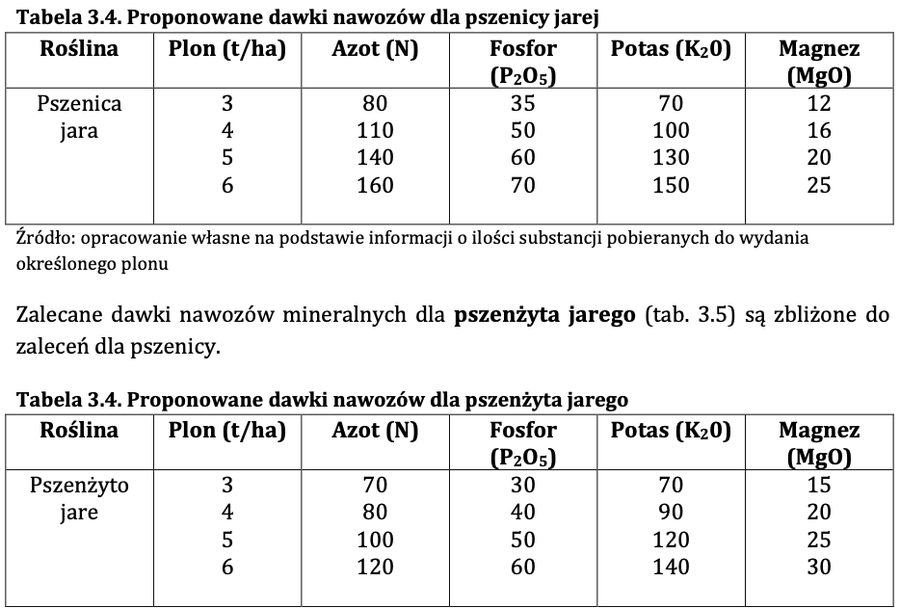 Tabela 3.4. Proponowane dawki nawozów dla pszenicy jarej
Roślina Plon (t/ha) Azot (N) Fosfor (P₂O₅) Potas (K₂0) Magnez (MgO)
Pszenica jara 3 80 35 70 12
4 110 50 100 16
5 140 60 130 20
6 160 70 150 25
Źródło: opracowanie własne na podstawie informacji o ilości substancji pobieranych do wydania
określonego plonu
Zalecane dawki nawozów mineralnych dla pszenżyta jarego (tab. 3.5) są zbliżone do
zaleceń dla pszenicy.
Tabela 3.4. Proponowane dawki nawozów dla pszenżyta jarego
Roślina Plon (t/ha) Azot (N) Fosfor (P₂O₅) Potas (K₂0) Magnez (MgO)
Pszenżyto jare 3 70 30 70 15
4 80 40 90 20
5 100 50 120 25
6 120 60 140 30